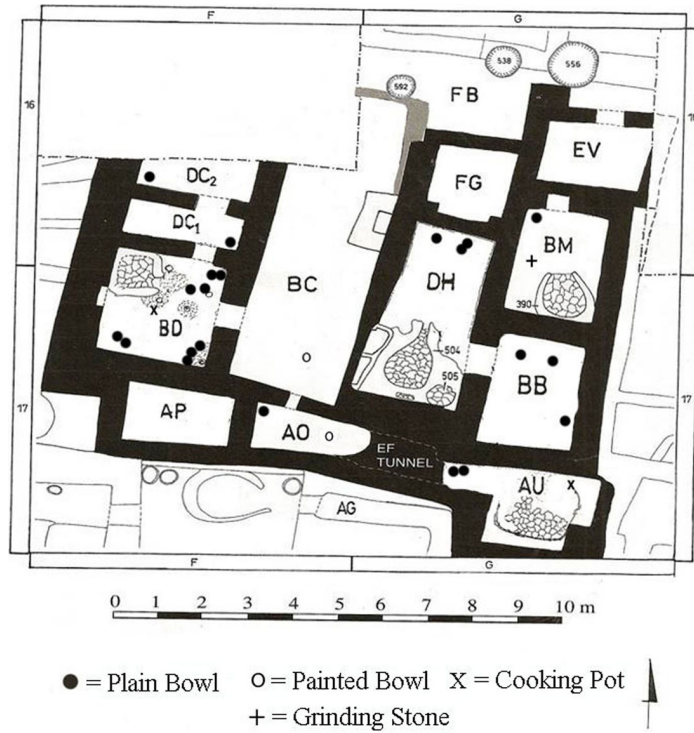 F G
16
592 538 556
FB
EV
DC2
FG
DC1
BM
BC
DH
390
BD
504
505
BB
17 17
AP
AO
EF
TUNNEL
AU
AG
F G
0 1 2 3 4 5 6 7 8 9 10 m
● = Plain Bowl o = Painted Bowl X = Cooking Pot
+ = Grinding Stone